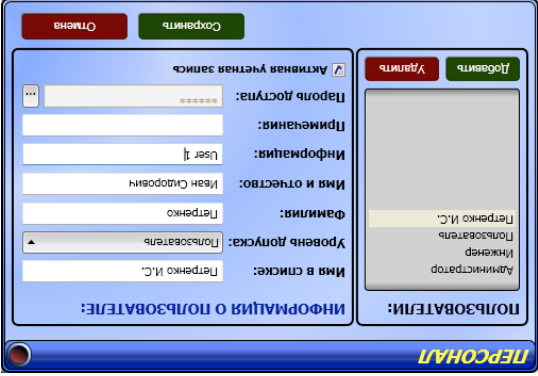 ПЕРСОНАЛ
ПОЛЬЗОВАТЕЛИ:
Администратор
Инженер
Пользователь
Петренко И.С.
Добавить
Удалить
ИНФОРМАЦИЯ О ПОЛЬЗОВАТЕЛЕ:
Имя в списке: Петренко И.С.
Уровень допуска: Пользователь
Фамилия: Петренко
Имя и отчество: Иван Сидорович
Информация: User 1
Примечания:
Пароль доступа: ****** ...
Активная учетная запись
Сохранить
Отмена